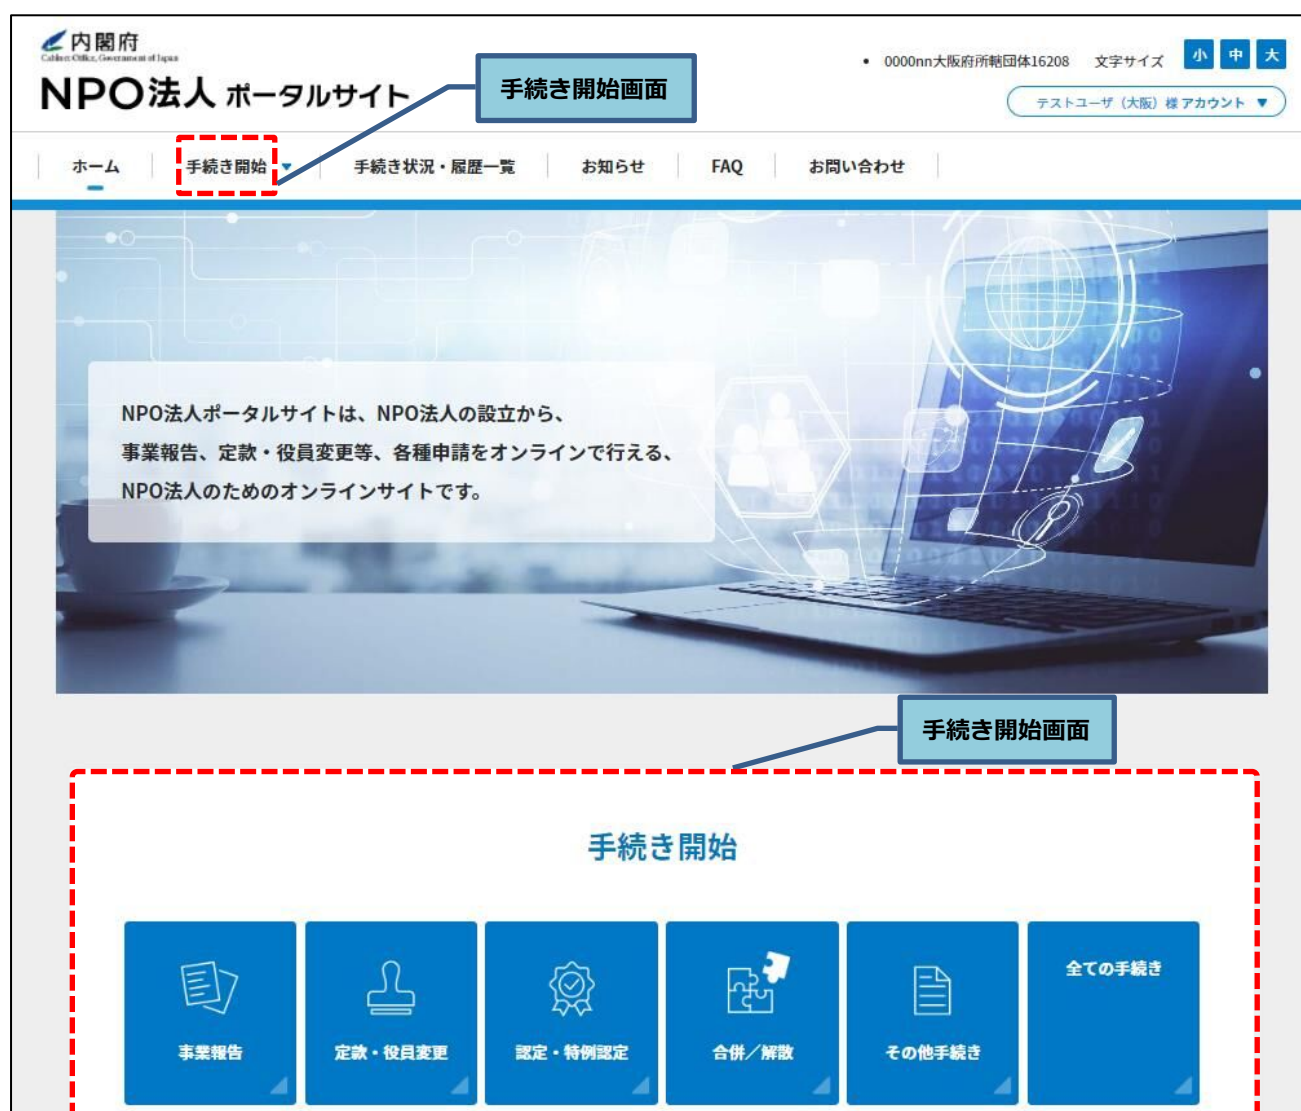 内閣府
Cabinet Office, Government of Japan
NPO法人 ポータルサイト
手続き開始画面
• 0000nn大阪府所轄団体16208 文字サイズ 小 中 大
テストユーザ（大阪）様 アカウント ▼
ホーム 手続き開始 ▼ 手続き状況・履歴一覧 お知らせ FAQ お問い合わせ
NPO法人ポータルサイトは、NPO法人の設立から、
事業報告、定款・役員変更等、各種申請をオンラインで行える、
NPO法人のためのオンラインサイトです。
手続き開始画面
手続き開始
事業報告 定款・役員変更 認定・特例認定 合併／解散 その他手続き 全ての手続き